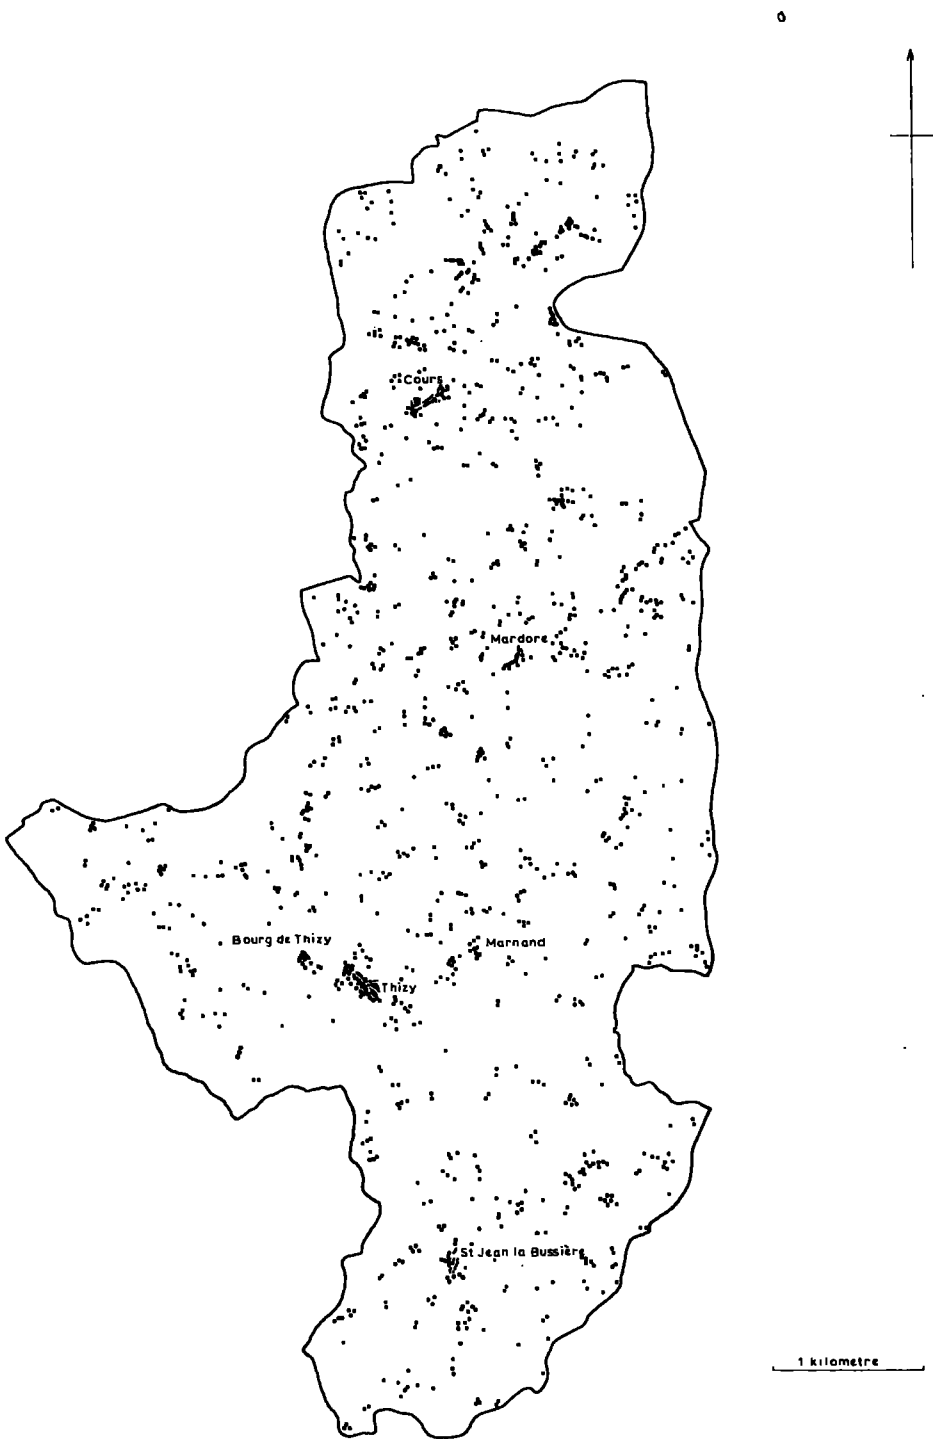 Cours
Mardore
Bourg de Thizy
Marnand
Thizy
St Jean la Bussière
1 kilometre